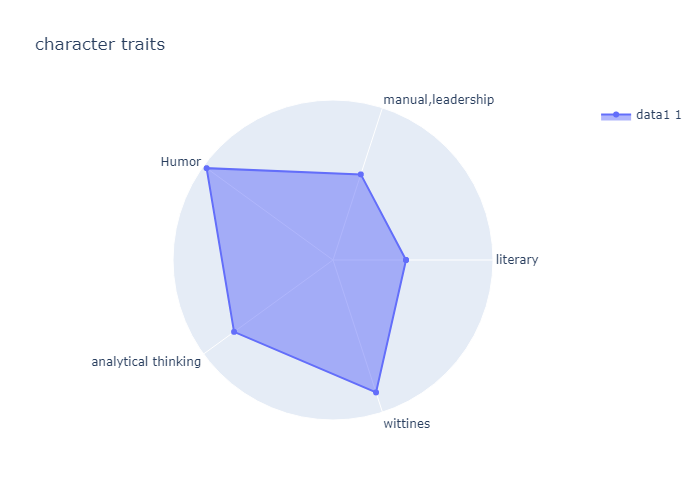 character traits
manual,leadership
data1 1
Humor
literary
analytical thinking
wittines